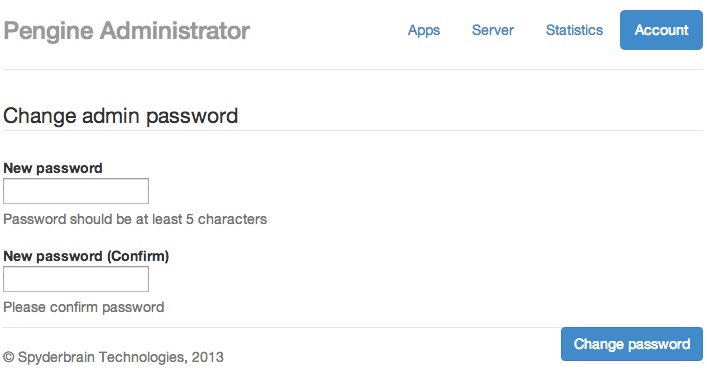 Pengine Administrator
Apps Server Statistics Account
Change admin password
New password
Password should be at least 5 characters
New password (Confirm)
Please confirm password
Change password
© Spyderbrain Technologies, 2013